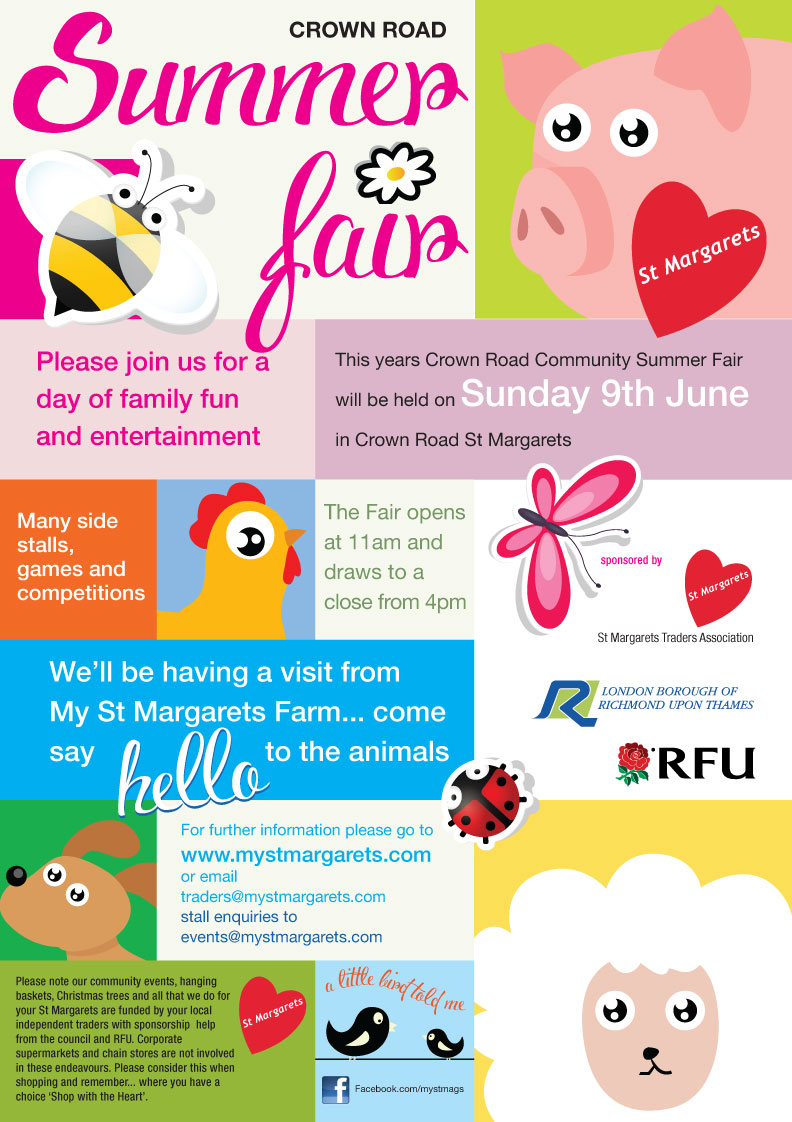 CROWN ROAD
Summer
fair
St Margarets
Please join us for a
day of family fun
and entertainment
This years Crown Road Community Summer Fair
will be held on Sunday 9th June
in Crown Road St Margarets
Many side
stalls,
games and
competitions
The Fair opens
at 11am and
draws to a
close from 4pm
sponsored by
St Margarets
St Margarets Traders Association
LONDON BOROUGH OF
RICHMOND UPON THAMES
RFU
We'll be having a visit from
My St Margarets Farm... come
say hello to the animals
For further information please go to
www.mystmargarets.com
or email
traders@mystmargarets.com
stall enquiries to
events@mystmargarets.com
Please note our community events, hanging
baskets, Christmas trees and all that we do for
your St Margarets are funded by your local
independent traders with sponsorship help
from the council and RFU. Corporate
supermarkets and chain stores are not involved
in these endeavours. Please consider this when
shopping and remember... where you have a
choice 'Shop with the Heart'.
St Margarets
a little bird told me
f
Facebook.com/mystmags